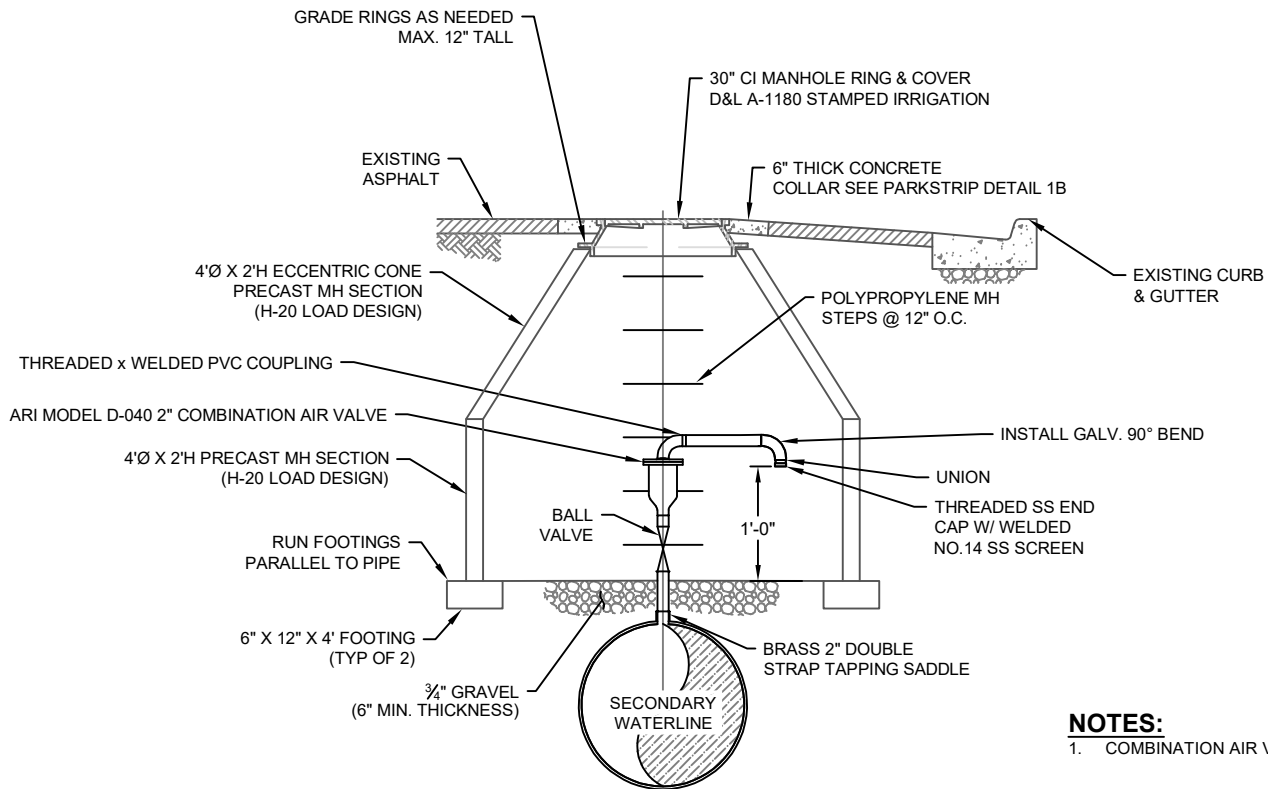 GRADE RINGS AS NEEDED
MAX. 12" TALL
30" CI MANHOLE RING & COVER
D&L A-1180 STAMPED IRRIGATION
EXISTING
ASPHALT
6" THICK CONCRETE
COLLAR SEE PARKSTRIP DETAIL 1B
4'Ø X 2'H ECCENTRIC CONE
PRECAST MH SECTION
(H-20 LOAD DESIGN)
EXISTING CURB
& GUTTER
POLYPROPYLENE MH
STEPS @ 12" O.C.
THREADED x WELDED PVC COUPLING
ARI MODEL D-040 2" COMBINATION AIR VALVE
INSTALL GALV. 90° BEND
4'Ø X 2'H PRECAST MH SECTION
(H-20 LOAD DESIGN)
UNION
THREADED SS END
CAP W/ WELDED
NO.14 SS SCREEN
BALL
VALVE
1'-0"
RUN FOOTINGS
PARALLEL TO PIPE
6" X 12" X 4' FOOTING
(TYP OF 2)
BRASS 2" DOUBLE
STRAP TAPPING SADDLE
¾" GRAVEL
(6" MIN. THICKNESS)
SECONDARY
WATERLINE
NOTES:
1. COMBINATION AIR